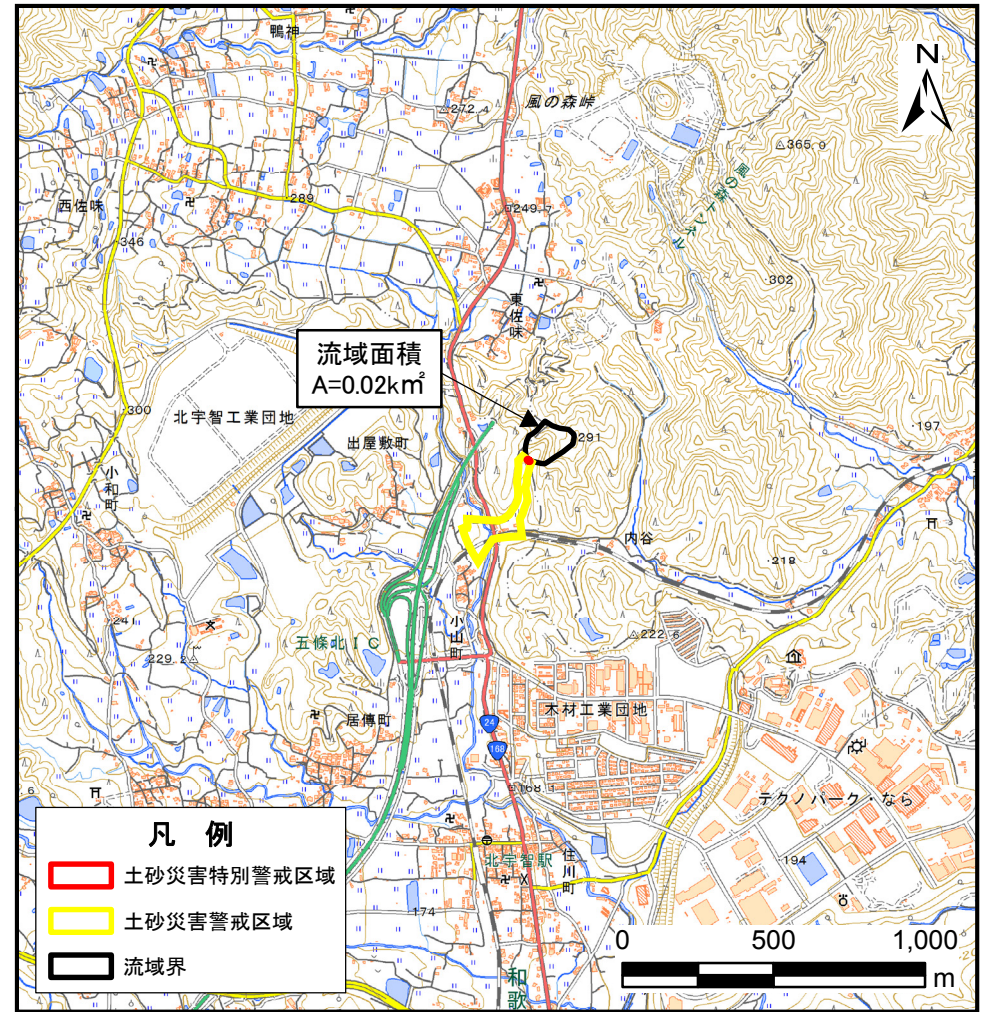 鴨神
N
272.4
風の森峠
365.0
風の森トンネル
西佐味
289
249.7
346
302
東佐味
流域面積
A=0.02km²
300
北宇智工業団地
出屋敷町
291
197
小和町
内谷
218
241
小山町
222.6
229.2
五條北IC
木材工業団地
居傳町
24
168
168.1
テクノパーク・なら
北宇智駅
住川町
194
174
和歌
凡 例
土砂災害特別警戒区域
土砂災害警戒区域
流域界
0 500 1,000
m